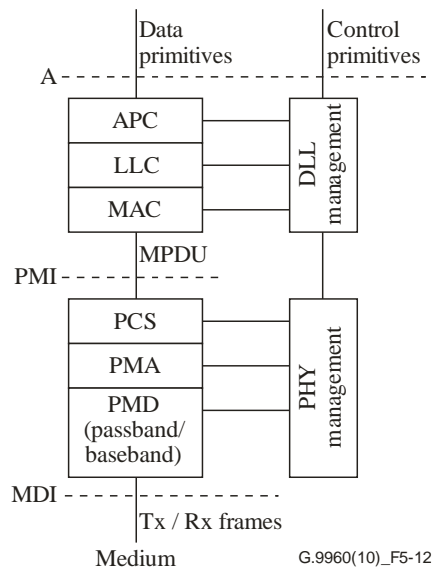 Data
primitives
Control
primitives
A
APC
LLC
MAC
DLL
management
MPDU
PMI
PCS
PMA
PMD
(passband/
baseband)
PHY
management
MDI
Tx / Rx frames
Medium
G.9960(10)_F5-12